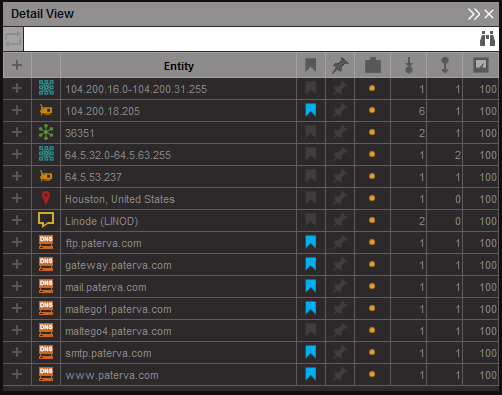 Detail View
Entity
104.200.16.0-104.200.31.255 1 1 100
104.200.18.205 6 1 100
36351 2 1 100
64.5.32.0-64.5.63.255 1 2 100
64.5.53.237 1 1 100
Houston, United States 1 0 100
Linode (LINOD) 2 0 100
DNS ftp.paterva.com 1 1 100
DNS gateway.paterva.com 1 1 100
DNS mail.paterva.com 1 1 100
DNS maltego1.paterva.com 1 1 100
DNS maltego4.paterva.com 1 1 100
DNS smtp.paterva.com 1 1 100
DNS www.paterva.com 1 1 100